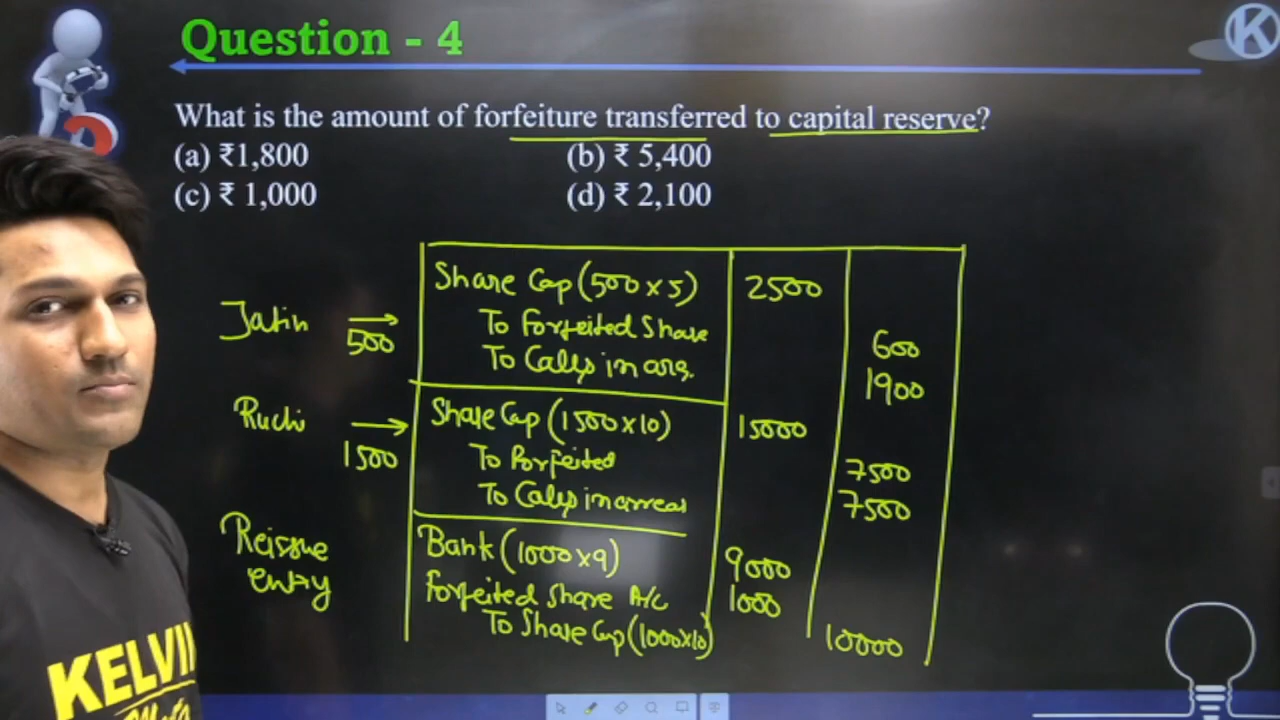 Question - 4
What is the amount of forfeiture transferred to capital reserve?
(a) ₹1,800
(b) ₹ 5,400
(c) ₹ 1,000
(d) ₹ 2,100
Share Cap (500 x 5) 2500
Jatin 500
To Forfeited Share 600
To Calls in arrs. 1900
Ruchi 1500
Share Cap (1500 x 10) 15000
To Forfeited 7500
To Calls in arrear 7500
Reissue entry
Bank (1000 x 9) 9000
Forfeited Share A/c 1000
To Share Cap (1000x10) 10000
K
KELVIN